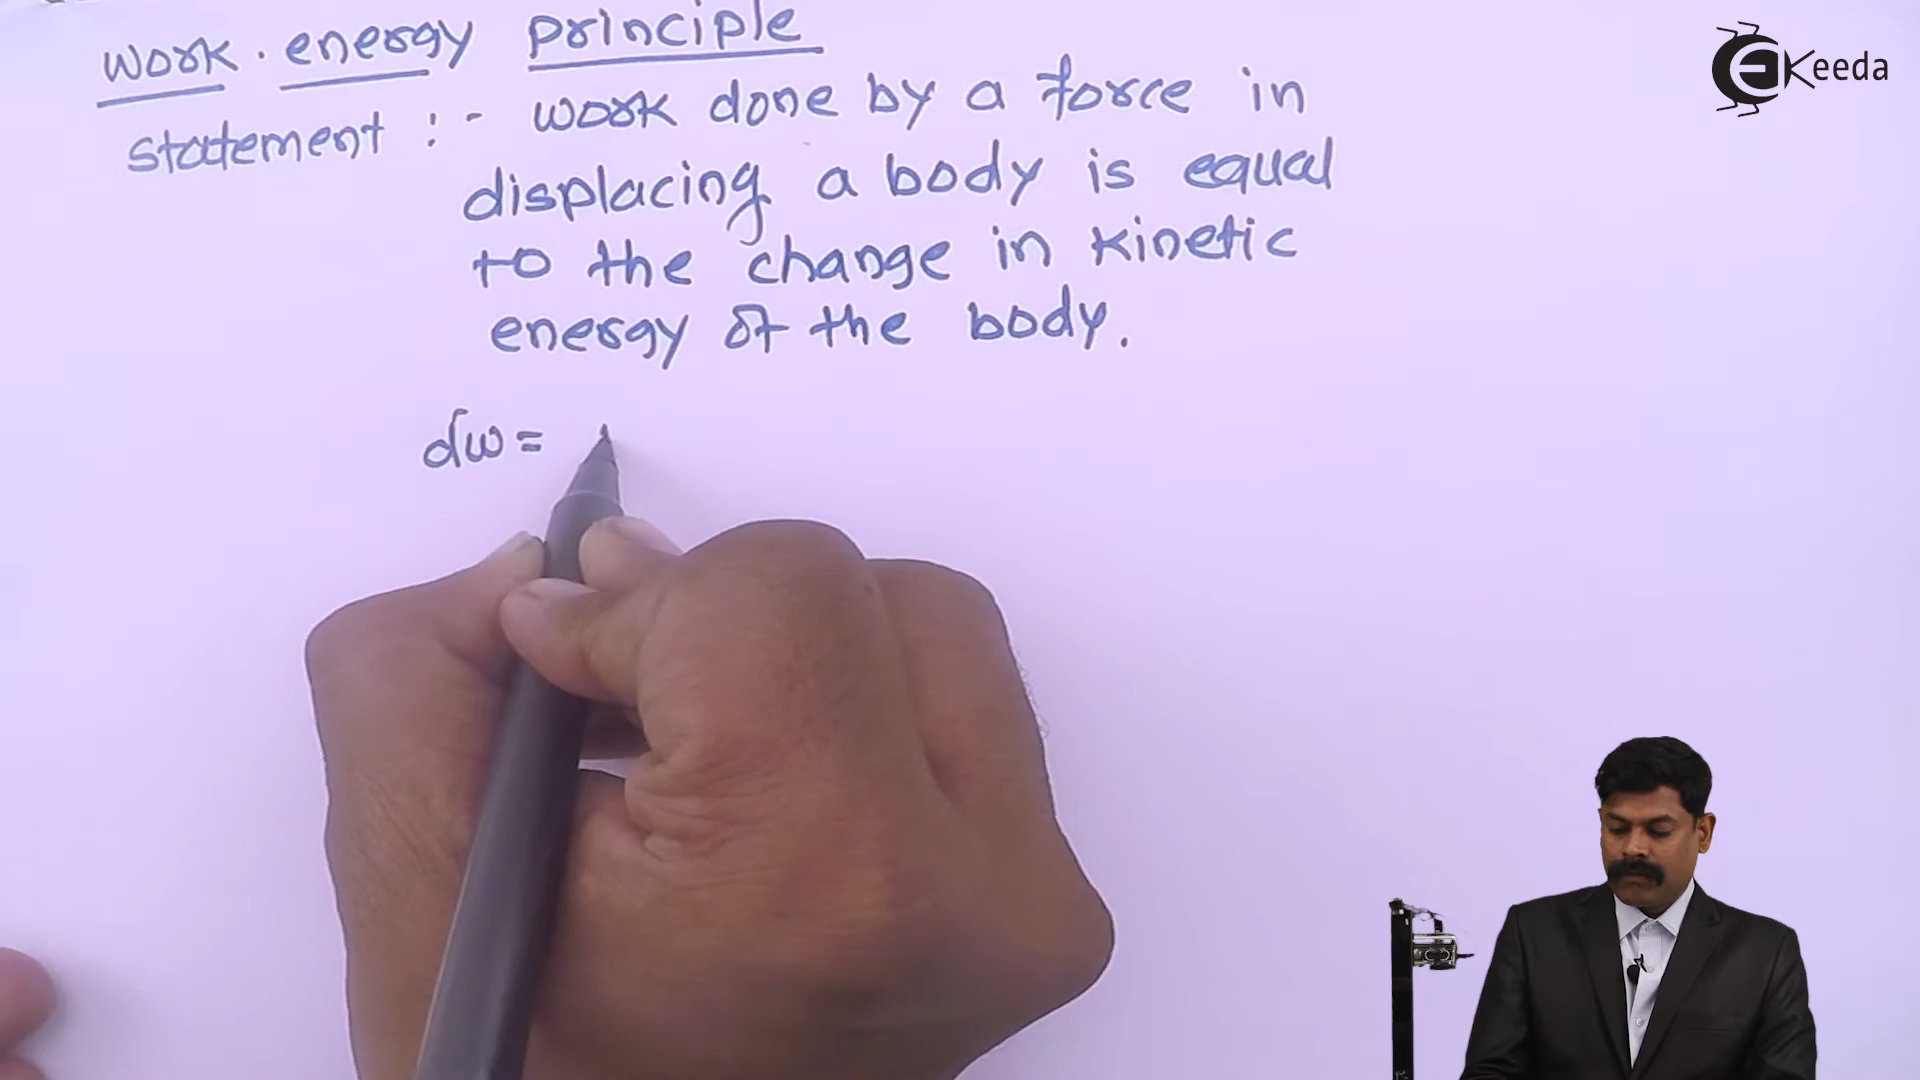 work . energy principle
statement :- work done by a force in
displacing a body is equal
to the change in kinetic
energy of the body.
dw =
EKeeda